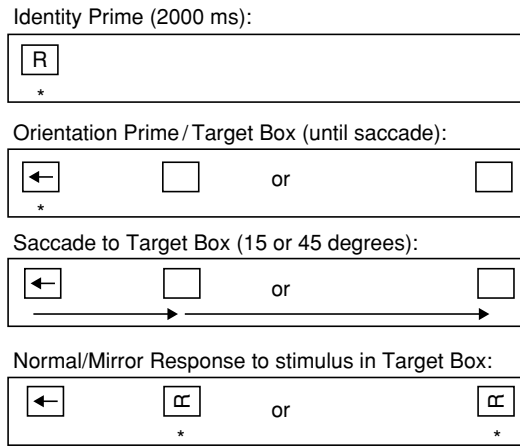 Identity Prime (2000 ms):
R
*
Orientation Prime/Target Box (until saccade):
or
*
Saccade to Target Box (15 or 45 degrees):
or
Normal/Mirror Response to stimulus in Target Box:
R or R
* *